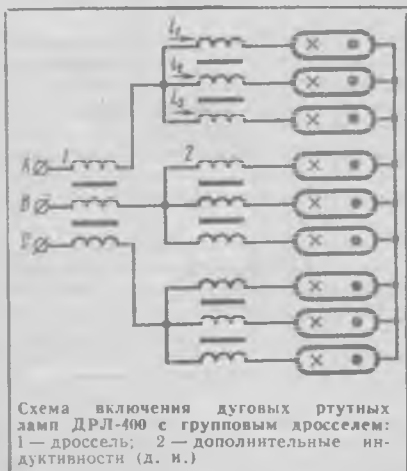 i₁
i₂
i₃
A 1 2
B
C
Схема включения дуговых ртутных
ламп ДРЛ-400 с групповым дросселем:
1 — дроссель; 2 — дополнительные ин-
дуктивности (д. и.)